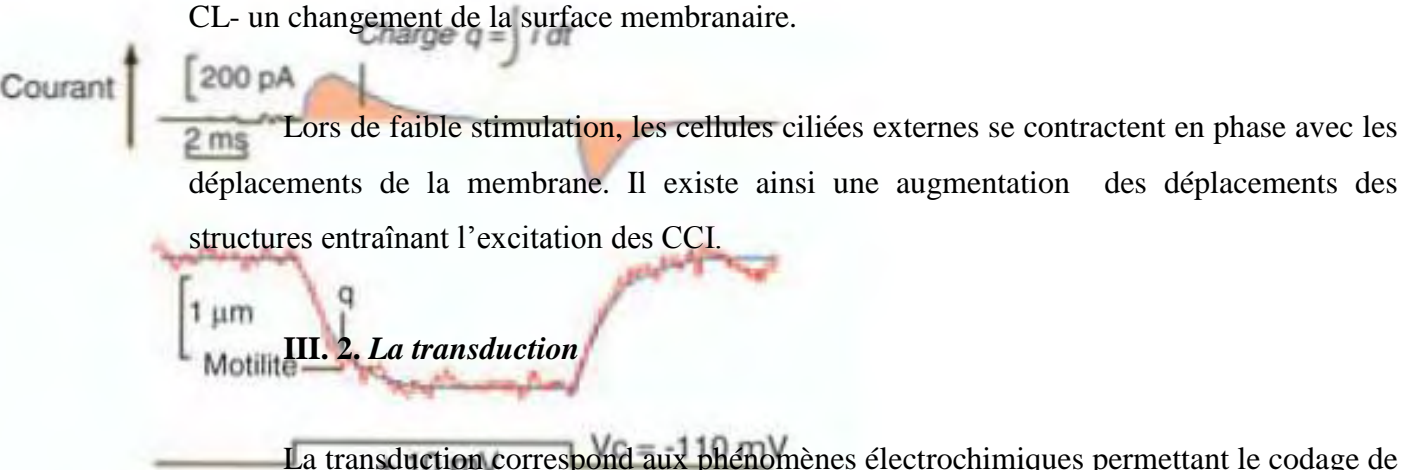 CL- un changement de la surface membranaire.
Charge q = ∫ i dt
Courant
200 pA
2 ms
Lors de faible stimulation, les cellules ciliées externes se contractent en phase avec les
déplacements de la membrane. Il existe ainsi une augmentation des déplacements des
structures entraînant l’excitation des CCI.
q
1 µm
Motilité
III. 2. La transduction
Vc = -110 mV
La transduction correspond aux phénomènes électrochimiques permettant le codage de